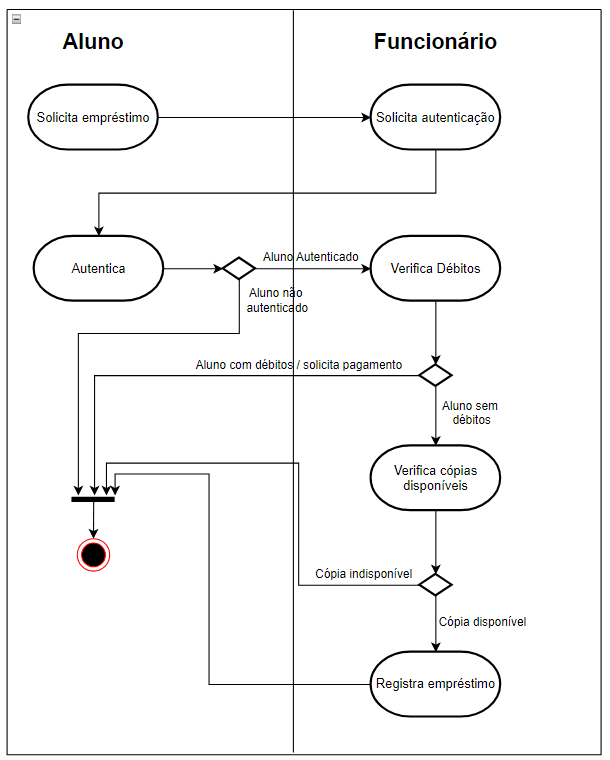 Aluno
Funcionário
Solicita empréstimo
Solicita autenticação
Autentica
Aluno Autenticado
Verifica Débitos
Aluno não
autenticado
Aluno com débitos / solicita pagamento
Aluno sem
débitos
Verifica cópias
disponíveis
Cópia indisponível
Cópia disponível
Registra empréstimo